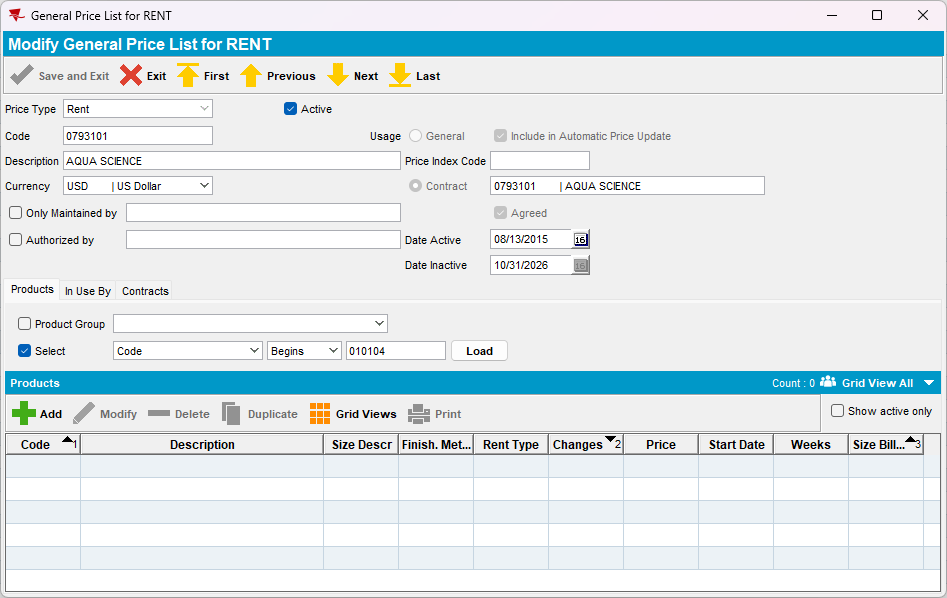 General Price List for RENT
Modify General Price List for RENT
Save and Exit Exit First Previous Next Last
Price Type Rent Active
Code 0793101 Usage General Include in Automatic Price Update
Description AQUA SCIENCE Price Index Code
Currency USD | US Dollar Contract 0793101 | AQUA SCIENCE
Only Maintained by Agreed
Authorized by Date Active 08/13/2015 16
Date Inactive 10/31/2026 16
Products In Use By Contracts
Product Group
Select Code Begins 010104 Load
Products Count : 0 Grid View All
Add Modify Delete Duplicate Grid Views Print Show active only
Code 1 Description Size Descr Finish. Met... Rent Type Changes 2 Price Start Date Weeks Size Bill... 3